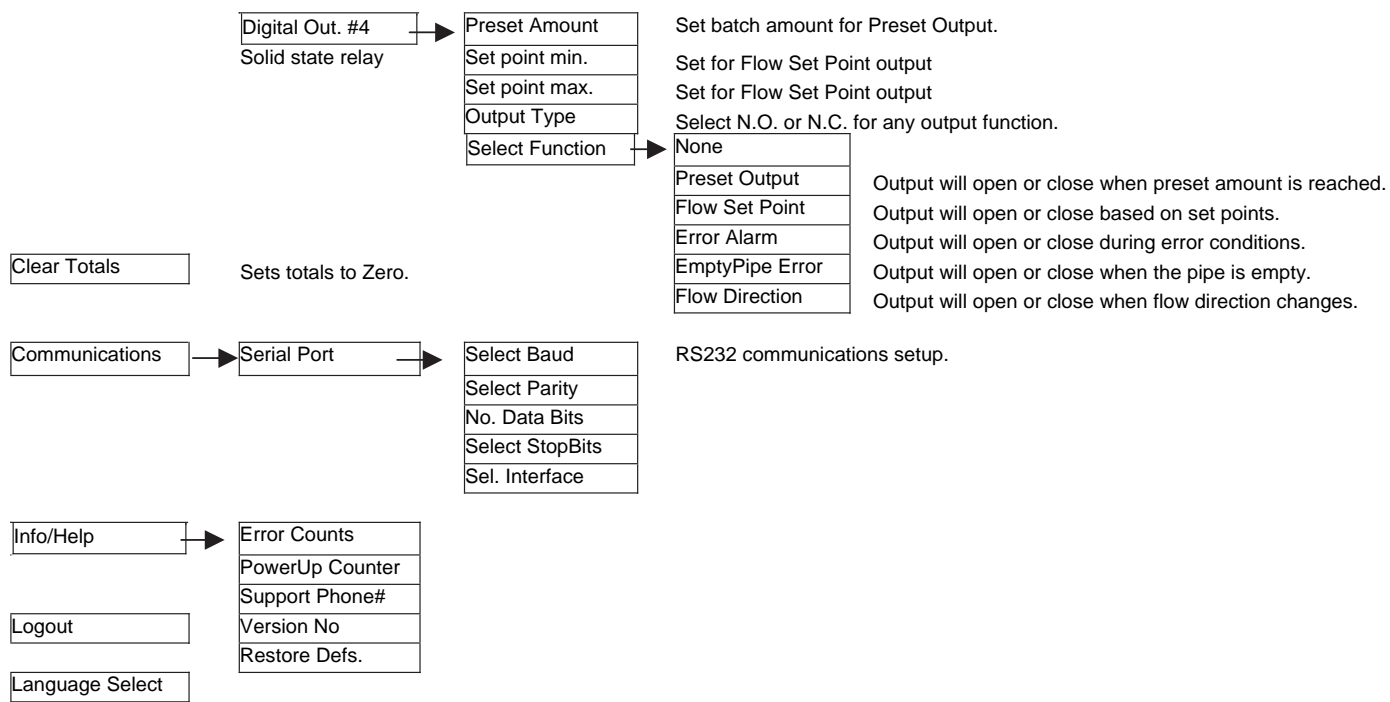 Digital Out. #4
Preset Amount
Set batch amount for Preset Output.
Solid state relay
Set point min.
Set for Flow Set Point output
Set point max.
Set for Flow Set Point output
Output Type
Select N.O. or N.C. for any output function.
Select Function
None
Preset Output
Output will open or close when preset amount is reached.
Flow Set Point
Output will open or close based on set points.
Error Alarm
Output will open or close during error conditions.
Clear Totals
Sets totals to Zero.
EmptyPipe Error
Output will open or close when the pipe is empty.
Flow Direction
Output will open or close when flow direction changes.
Communications
Serial Port
Select Baud
RS232 communications setup.
Select Parity
No. Data Bits
Select StopBits
Sel. Interface
Info/Help
Error Counts
PowerUp Counter
Support Phone#
Logout
Version No
Restore Defs.
Language Select